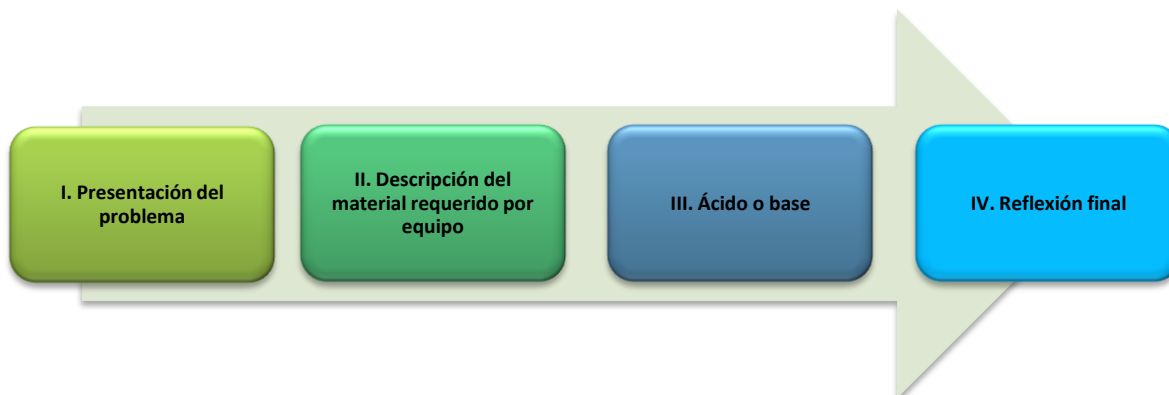 I. Presentación del
problema
II. Descripción del
material requerido por
equipo
III. Ácido o base
IV. Reflexión final